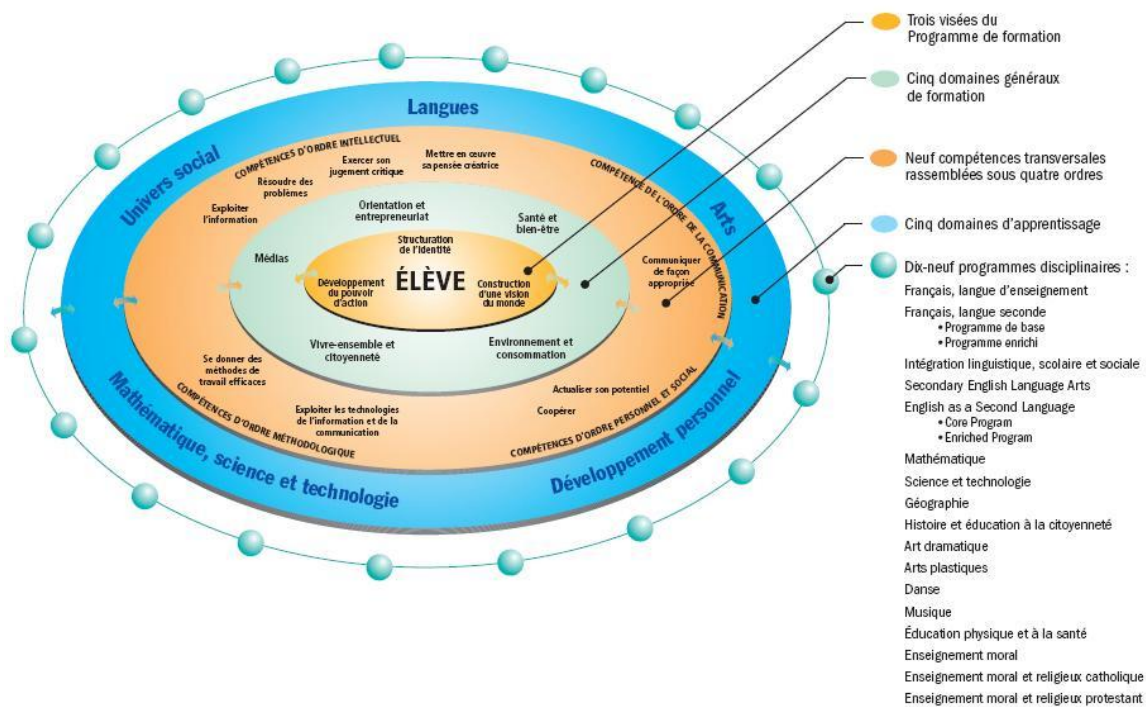 Langues
Univers social
Arts
Mathématique, science et technologie
Développement personnel
COMPÉTENCES D'ORDRE INTELLECTUEL
Exploiter
l'information
Résoudre des
problèmes
Exercer son
jugement critique
Mettre en œuvre
sa pensée créatrice
COMPÉTENCE DE L'ORDRE DE LA COMMUNICATION
Communiquer
de façon
appropriée
COMPÉTENCES D'ORDRE MÉTHODOLOGIQUE
Se donner des
méthodes de
travail efficaces
Exploiter les technologies
de l'information et de la
communication
COMPÉTENCES D'ORDRE PERSONNEL ET SOCIAL
Actualiser son potentiel
Coopérer
Orientation et
entrepreneuriat
Santé et
bien-être
Médias
Vivre-ensemble et
citoyenneté
Environnement et
consommation
Structuration
de l'identité
ÉLÈVE
Développement
du pouvoir
d'action
Construction
d'une vision
du monde
Trois visées du
Programme de formation
Cinq domaines généraux
de formation
Neuf compétences transversales
rassemblées sous quatre ordres
Cinq domaines d'apprentissage
Dix-neuf programmes disciplinaires :
Français, langue d'enseignement
Français, langue seconde
• Programme de base
• Programme enrichi
Intégration linguistique, scolaire et sociale
Secondary English Language Arts
English as a Second Language
• Core Program
• Enriched Program
Mathématique
Science et technologie
Géographie
Histoire et éducation à la citoyenneté
Art dramatique
Arts plastiques
Danse
Musique
Éducation physique et à la santé
Enseignement moral
Enseignement moral et religieux catholique
Enseignement moral et religieux protestant